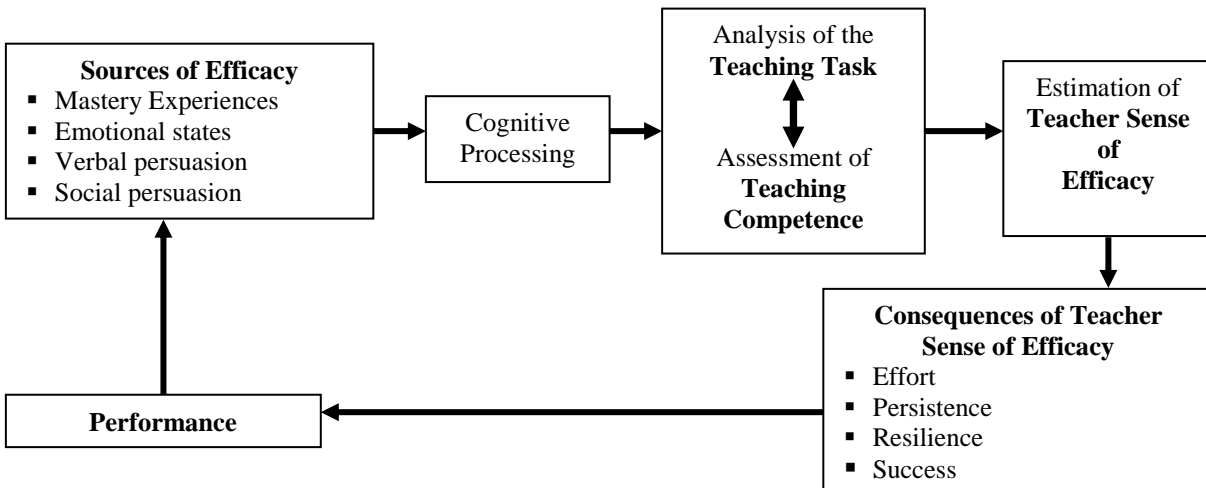 Sources of Efficacy
▪ Mastery Experiences
▪ Emotional states
▪ Verbal persuasion
▪ Social persuasion
Cognitive
Processing
Analysis of the
Teaching Task
Assessment of
Teaching
Competence
Estimation of
Teacher Sense
of
Efficacy
Consequences of Teacher
Sense of Efficacy
▪ Effort
▪ Persistence
▪ Resilience
▪ Success
Performance